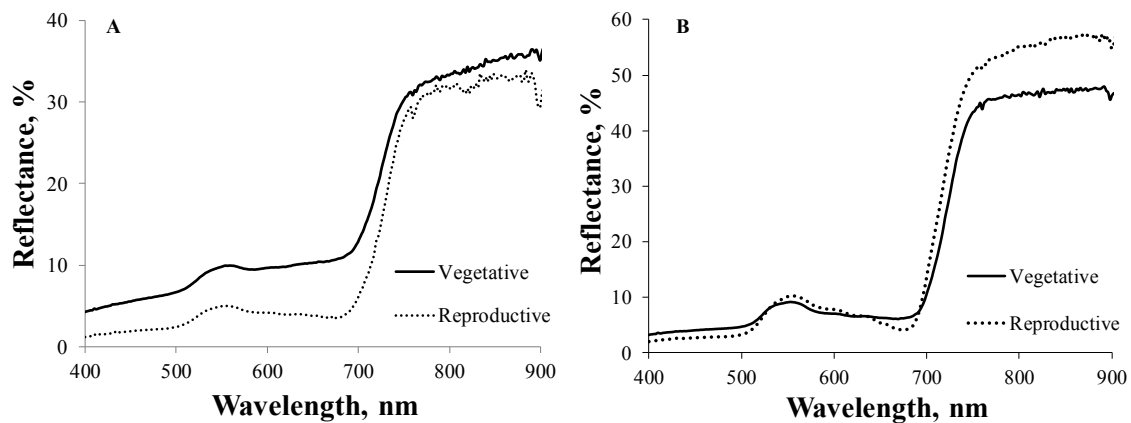 A
Reflectance, %
40
30
20
10
0
Vegetative
Reproductive
400 500 600 700 800 900
Wavelength, nm
B
Reflectance, %
60
50
40
30
20
10
0
Vegetative
Reproductive
400 500 600 700 800 900
Wavelength, nm